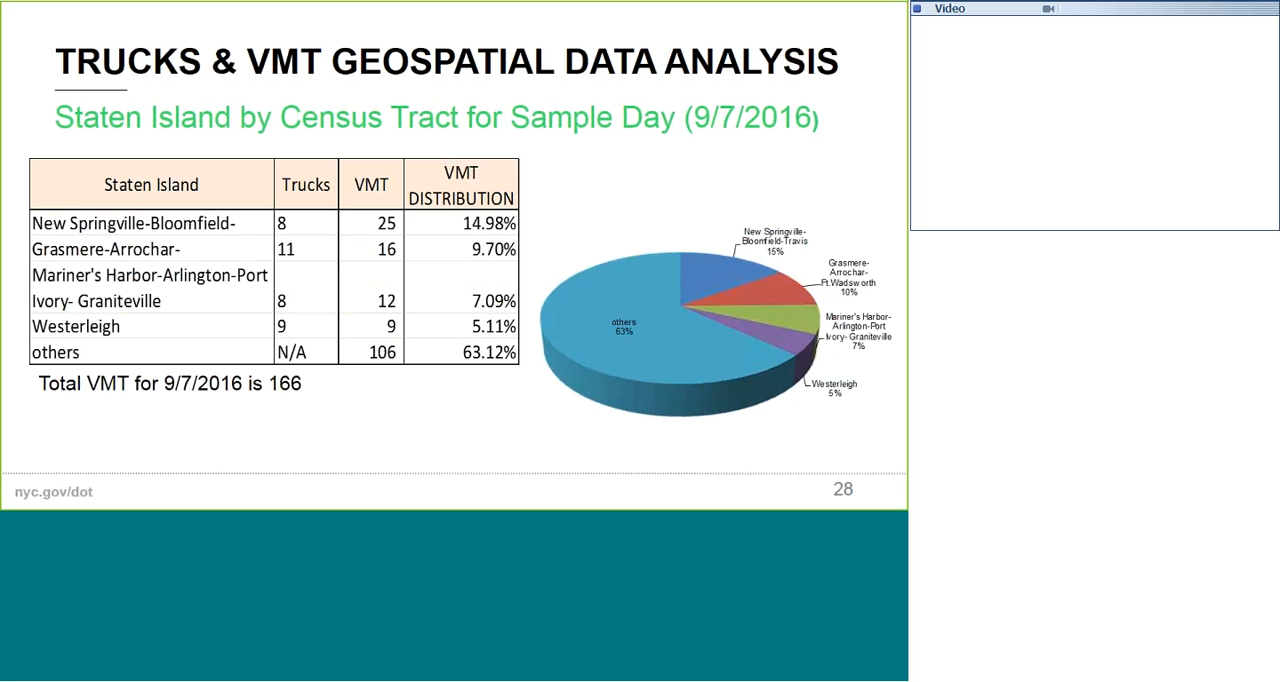 Video
TRUCKS & VMT GEOSPATIAL DATA ANALYSIS
Staten Island by Census Tract for Sample Day (9/7/2016)
Staten Island Trucks VMT VMT DISTRIBUTION
New Springville-Bloomfield- 8 25 14.98%
Grasmere-Arrochar- 11 16 9.70%
Mariner's Harbor-Arlington-Port
Ivory- Graniteville 8 12 7.09%
Westerleigh 9 9 5.11%
others N/A 106 63.12%
Total VMT for 9/7/2016 is 166
New Springville-
Bloomfield-Travis
15%
Grasmere-
Arrochar-
Ft.Wadsworth
10%
Mariner's Harbor-
Arlington-Port
Ivory- Graniteville
7%
Westerleigh
5%
others
63%
nyc.gov/dot
28